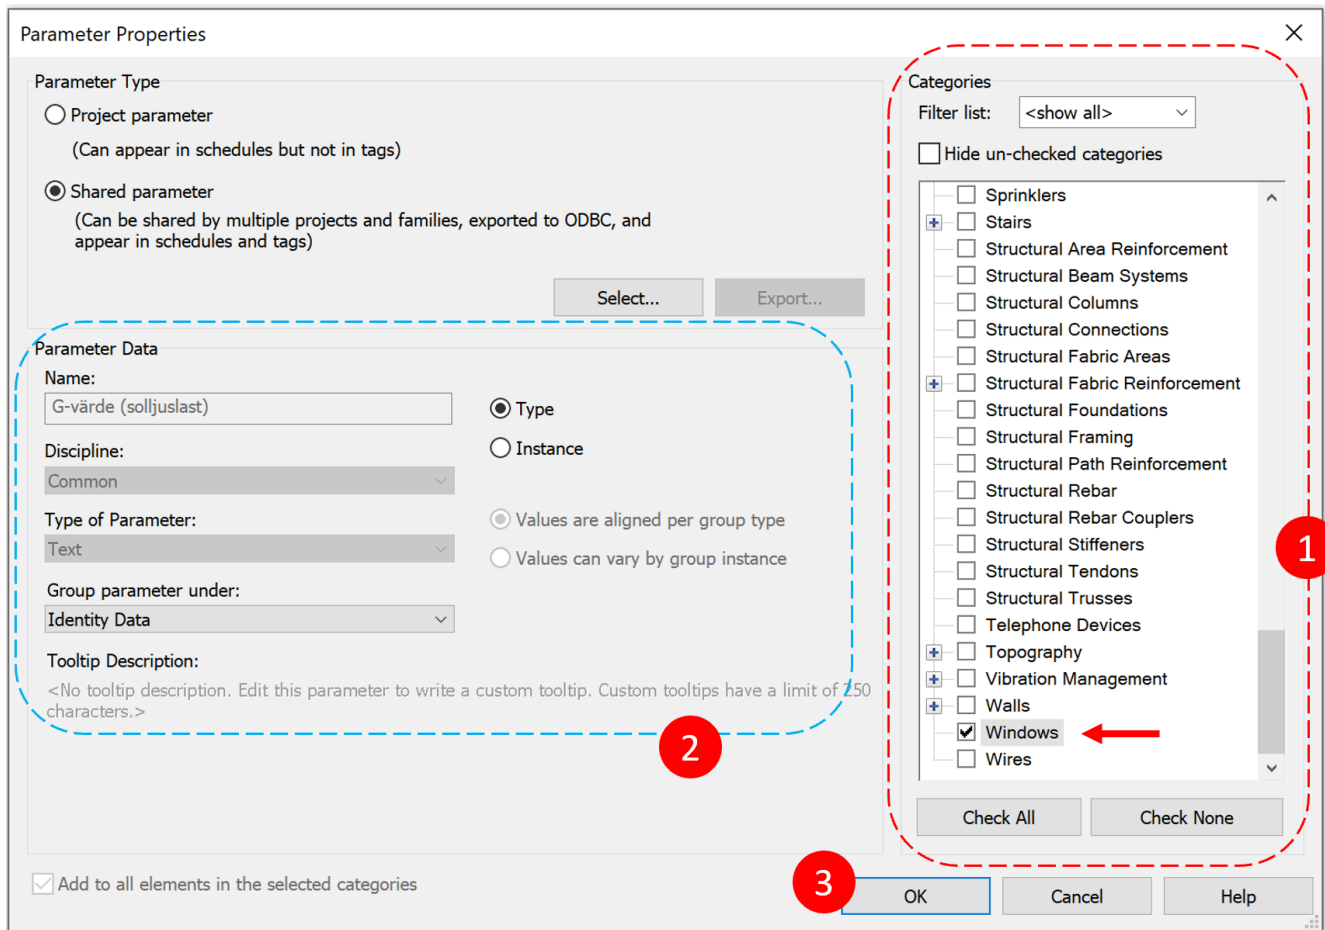 Parameter Properties
Parameter Type
Project parameter
(Can appear in schedules but not in tags)
Shared parameter
(Can be shared by multiple projects and families, exported to ODBC, and
appear in schedules and tags)
Select...
Export...
Parameter Data
Name:
G-värde (solljuslast)
Discipline:
Common
Type of Parameter:
Text
Group parameter under:
Identity Data
Tooltip Description:
<No tooltip description. Edit this parameter to write a custom tooltip. Custom tooltips have a limit of 250
characters.>
Type
Instance
Values are aligned per group type
Values can vary by group instance
2
Add to all elements in the selected categories
Categories
Filter list:
<show all>
Hide un-checked categories
Sprinklers
Stairs
Structural Area Reinforcement
Structural Beam Systems
Structural Columns
Structural Connections
Structural Fabric Areas
Structural Fabric Reinforcement
Structural Foundations
Structural Framing
Structural Path Reinforcement
Structural Rebar
Structural Rebar Couplers
Structural Stiffeners
Structural Tendons
Structural Trusses
Telephone Devices
Topography
Vibration Management
Walls
Windows
Wires
1
Check All
Check None
3
OK
Cancel
Help